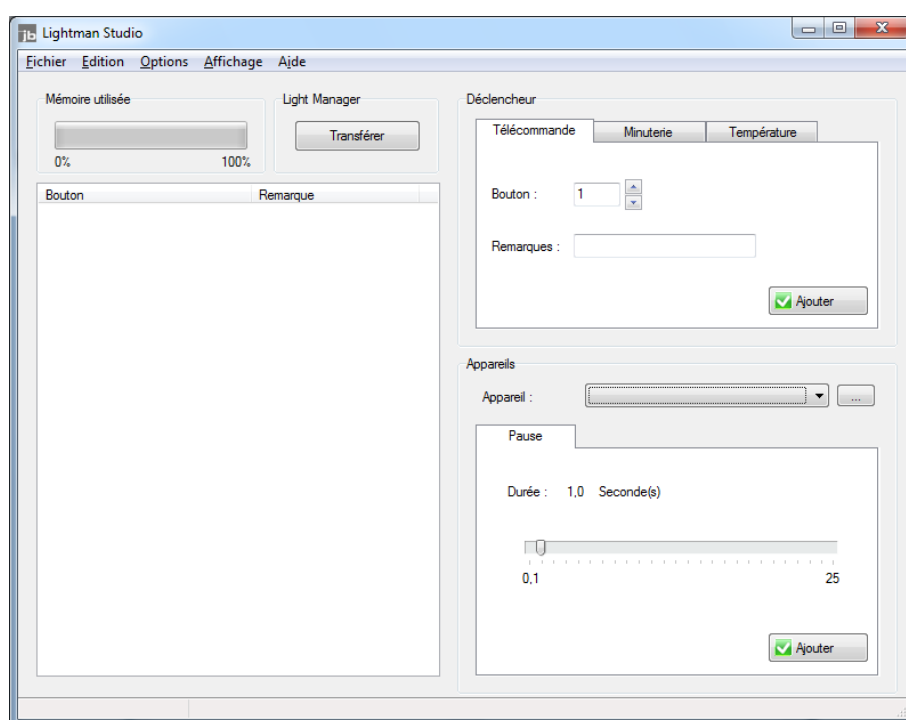 jb Lightman Studio
Fichier Edition Options Affichage Aide
Mémoire utilisée
0% 100%
Light Manager
Transférer
Bouton Remarque
Déclencheur
Télécommande Minuterie Température
Bouton : 1
Remarques :
Ajouter
Appareils
Appareil : ...
Pause
Durée : 1,0 Seconde(s)
0,1 25
Ajouter